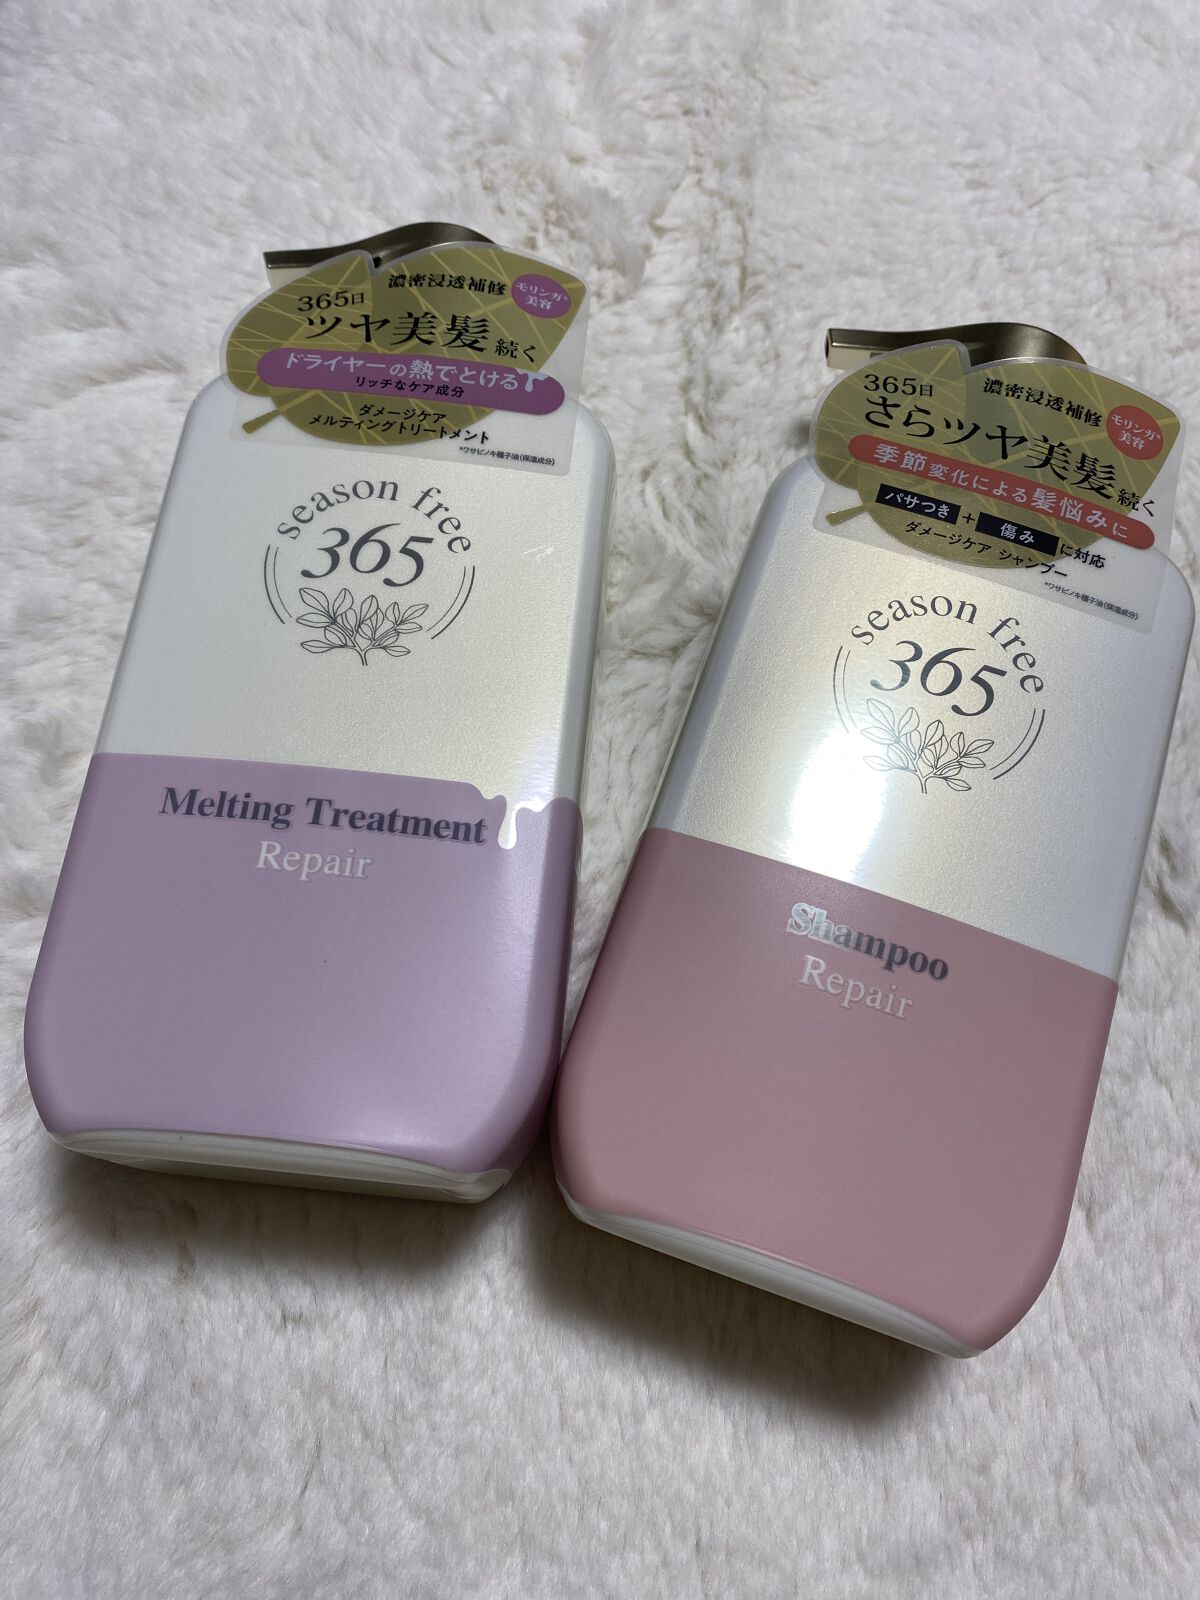 濃密浸透補修
モリンガ*
美容
365日
ツヤ美髪続く
ドライヤーの熱でとける
リッチなケア成分
ダメージケア
メルティングトリートメント
*ワサビノキ種子油(保湿成分)
season free
365
Melting Treatment
Repair
365日
濃密浸透補修
モリンガ*
美容
さらツヤ美髪続く
季節変化による髪悩みに
パサつき+傷みに対応
ダメージケア シャンプー
*ワサビノキ種子油(保湿成分)
season free
365
Shampoo
Repair